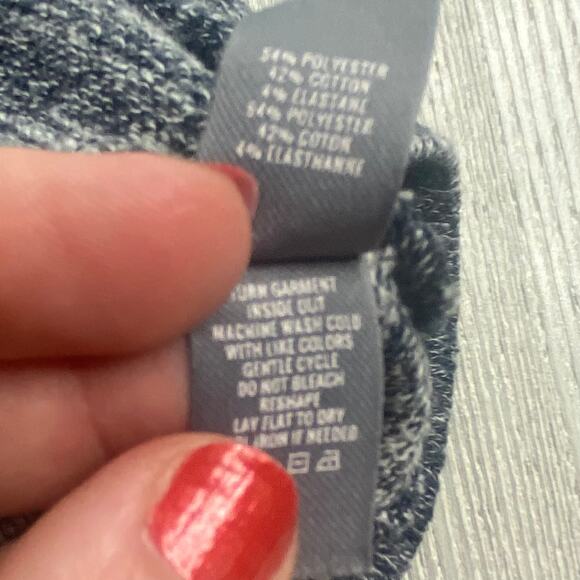 54% POLYESTER
42% COTTON
4% ELASTANE
54% POLYESTER
42% COTON
4% ELASTHANNE
TURN GARMENT
INSIDE OUT
MACHINE WASH COLD
WITH LIKE COLORS
GENTLE CYCLE
DO NOT BLEACH
RESHAPE
LAY FLAT TO DRY
IRON IF NEEDED